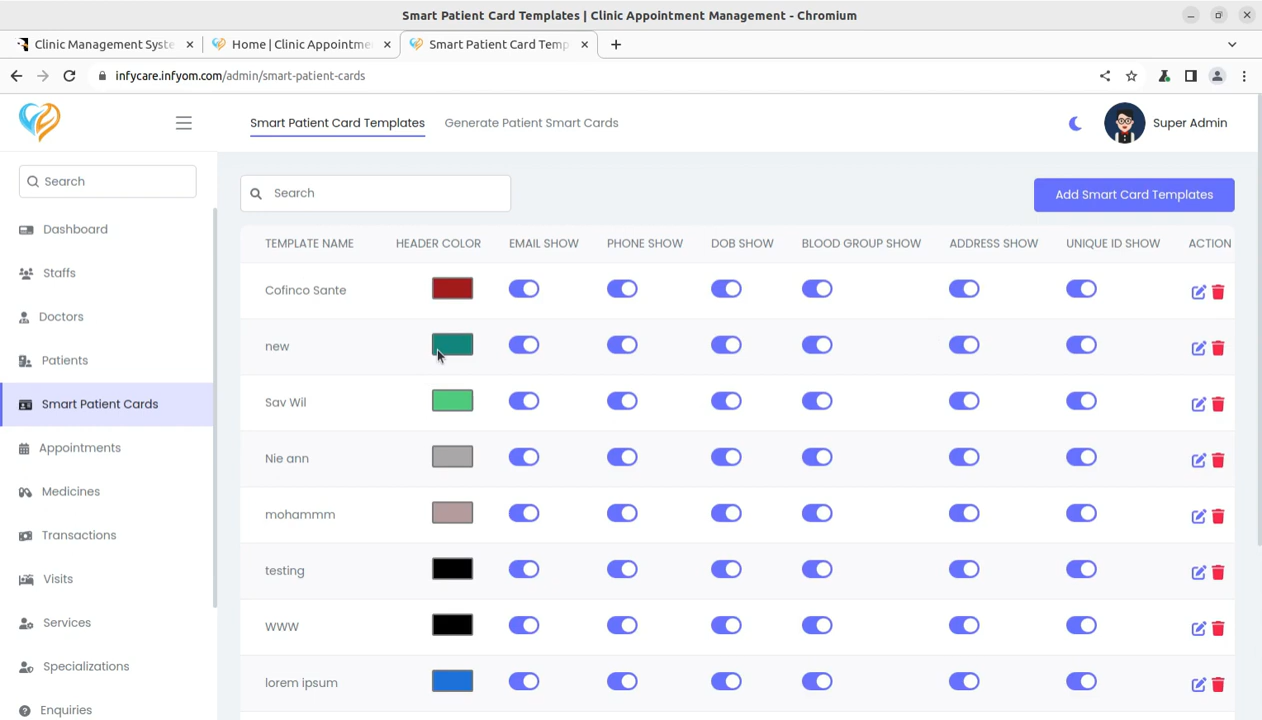 Smart Patient Card Templates | Clinic Appointment Management - Chromium
Clinic Management Syste
Home | Clinic Appointme
Smart Patient Card Temp
infycare.infyom.com/admin/smart-patient-cards
Smart Patient Card Templates
Generate Patient Smart Cards
Super Admin
Search
Dashboard
Staffs
Doctors
Patients
Smart Patient Cards
Appointments
Medicines
Transactions
Visits
Services
Specializations
Enquiries
Search
Add Smart Card Templates
TEMPLATE NAME HEADER COLOR EMAIL SHOW PHONE SHOW DOB SHOW BLOOD GROUP SHOW ADDRESS SHOW UNIQUE ID SHOW ACTION
Cofinco Sante
new
Sav Wil
Nie ann
mohammm
testing
WWW
lorem ipsum